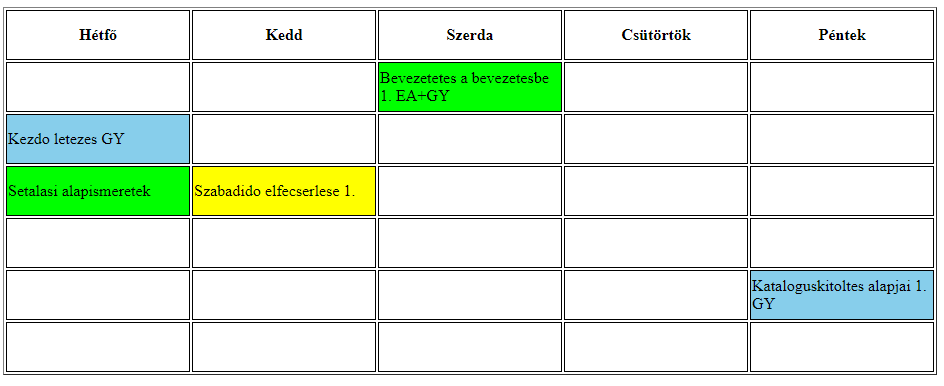 Hétfő Kedd Szerda Csütörtök Péntek
Bevezetetes a bevezetesbe
1. EA+GY
Kezdo letezes GY
Setalasi alapismeretek Szabadido elfecserlese 1.
Kataloguskitoltes alapjai 1.
GY